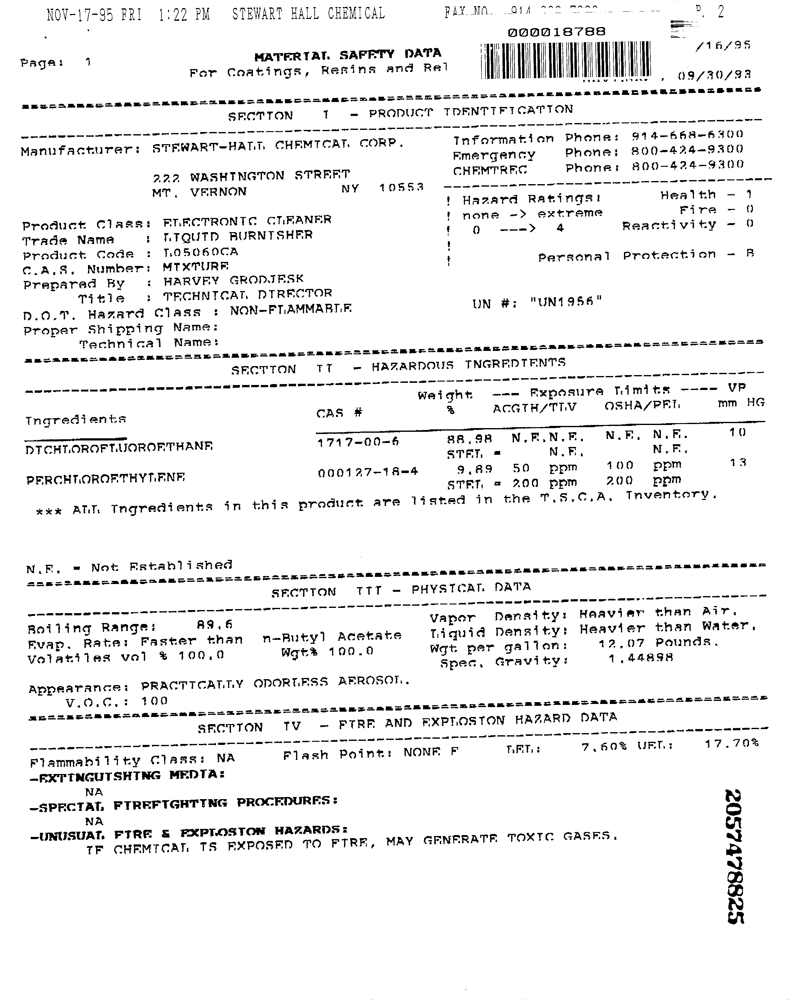 NOV-17-95 FRI 1:22 PM STEWART HALL CHEMICAL FAX NO. 914 P. 2
000018788
/16/95
Page: 1 MATERIAL SAFETY DATA
For Coatings, Resins and Rel , 09/30/93
SECTION I - PRODUCT IDENTIFICATION
Manufacturer: STEWART-HALL CHEMICAL CORP. Information Phone: 914-668-6300
Emergency Phone: 800-424-9300
222 WASHINGTON STREET CHEMTREC Phone: 800-424-9300
MT. VERNON NY 10553
! Hazard Ratings: Health - 1
Product Class: ELECTRONIC CLEANER ! none -> extreme Fire - 0
Trade Name : LIQUID BURNISHER ! 0 ---> 4 Reactivity - 0
Product Code : L05060CA !
C.A.S. Number: MIXTURE ! Personal Protection - B
Prepared By : HARVEY GRODJESK
Title : TECHNICAL DIRECTOR
D.O.T. Hazard Class : NON-FLAMMABLE UN #: "UN1956"
Proper Shipping Name:
Technical Name:
SECTION II - HAZARDOUS INGREDIENTS
Weight --- Exposure Limits ---- VP
Ingredients CAS # % ACGIH/TLV OSHA/PEL mm HG
DICHLOROFLUOROETHANE 1717-00-6 88.98 N.E.N.E. N.E. N.E. 10
STEL = N.E. N.E.
PERCHLOROETHYLENE 000127-18-4 9.89 50 ppm 100 ppm 13
STEL = 200 ppm 200 ppm
*** ALL Ingredients in this product are listed in the T.S.C.A. Inventory.
N.E. = Not Established
SECTION III - PHYSICAL DATA
Boiling Range: 89.6 Vapor Density: Heavier than Air.
Evap. Rate: Faster than n-Butyl Acetate Liquid Density: Heavier than Water.
Volatiles vol % 100.0 Wgt% 100.0 Wgt per gallon: 12.07 Pounds.
Spec. Gravity: 1.44898
Appearance: PRACTICALLY ODORLESS AEROSOL.
V.O.C.: 100
SECTION IV - FIRE AND EXPLOSION HAZARD DATA
Flammability Class: NA Flash Point: NONE F LEL: 7.60% UEL: 17.70%
-EXTINGUISHING MEDIA:
NA
-SPECIAL FIREFIGHTING PROCEDURES:
NA
-UNUSUAL FIRE & EXPLOSION HAZARDS:
IF CHEMICAL IS EXPOSED TO FIRE, MAY GENERATE TOXIC GASES.
2057478825